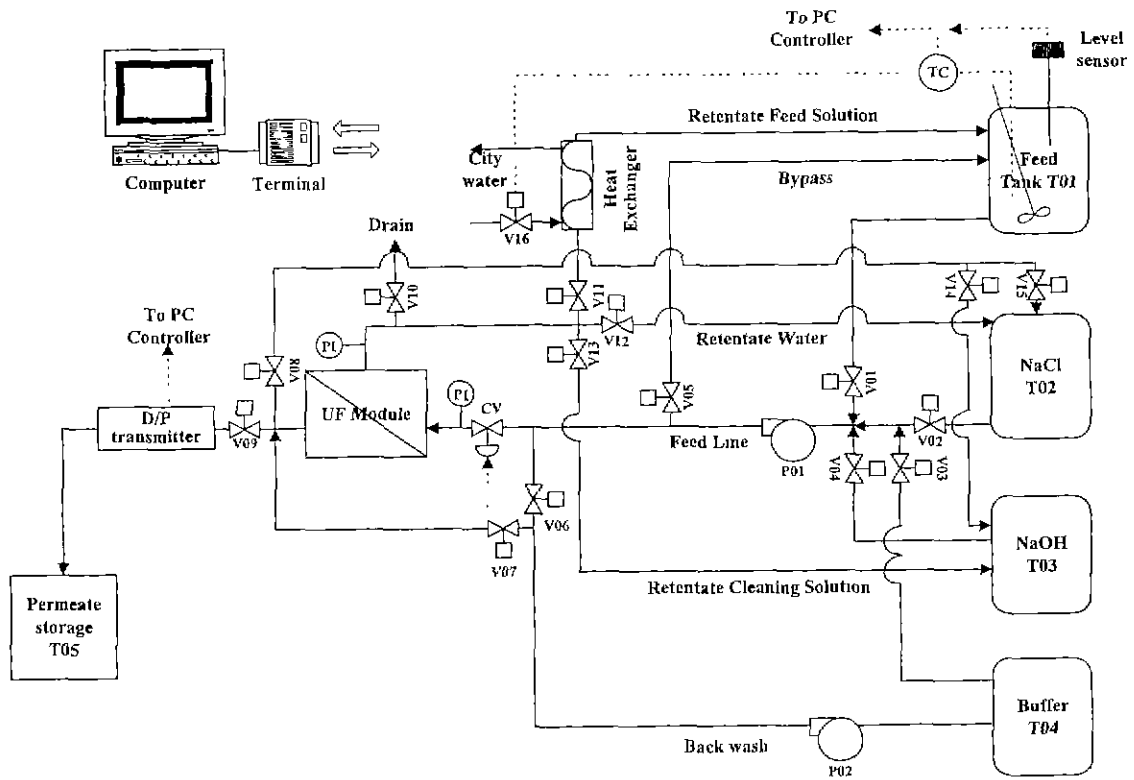 To PC
Controller
Level
sensor
TC
Retentate Feed Solution
City
water
Computer
Terminal
Heat
Exchanger
Bypass
Feed
Tank T01
V16
Drain
V10
V11
V14
V15
To PC
Controller
PI
V12
Retentate Water
V08
V13
V01
NaCl
T02
PI
CV
V05
UF Module
D/P
transmitter
V09
Feed Line
P01
V02
V04
V03
V06
V07
NaOH
T03
Retentate Cleaning Solution
Permeate
storage
T05
Buffer
T04
Back wash
P02